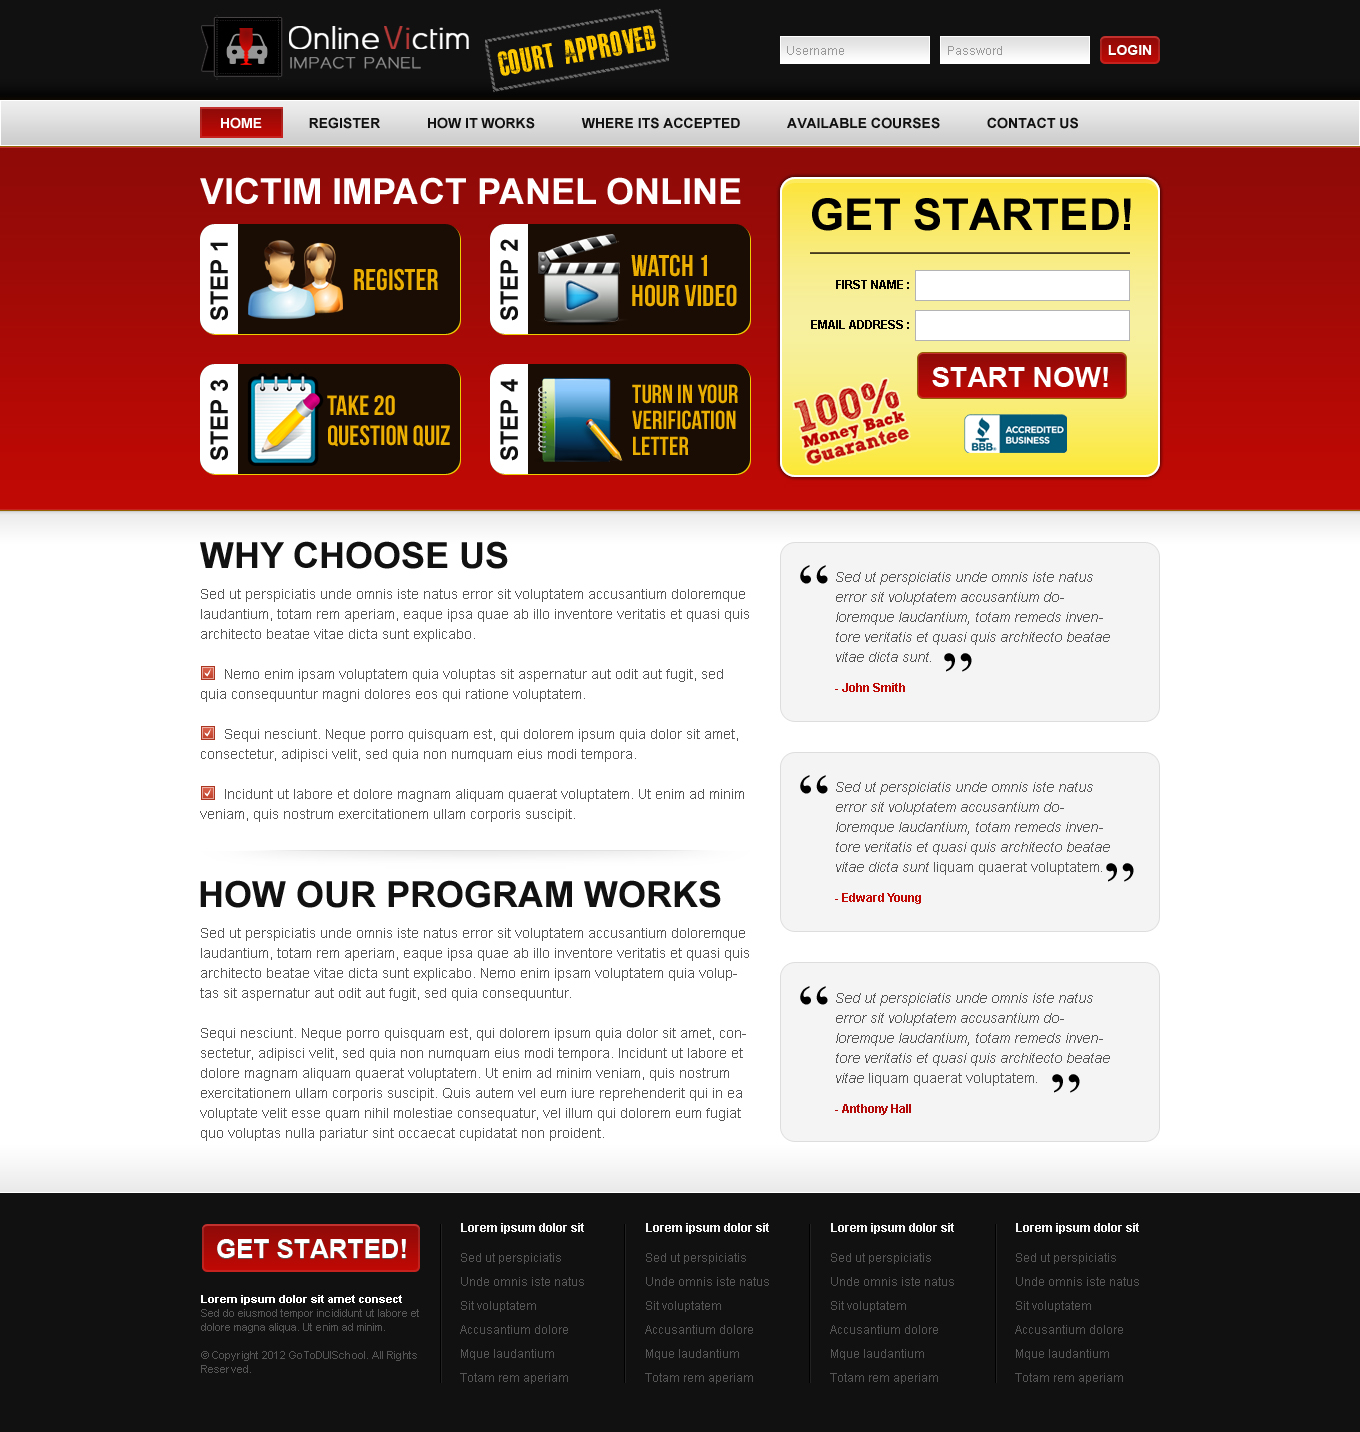 Online Victim
IMPACT PANEL
COURT APPROVED
Username
Password
LOGIN
HOME
REGISTER
HOW IT WORKS
WHERE ITS ACCEPTED
AVAILABLE COURSES
CONTACT US
VICTIM IMPACT PANEL ONLINE
STEP 1
REGISTER
STEP 2
WATCH 1
HOUR VIDEO
STEP 3
TAKE 20
QUESTION QUIZ
STEP 4
TURN IN YOUR
VERIFICATION
LETTER
GET STARTED!
FIRST NAME :
EMAIL ADDRESS :
START NOW!
100%
Money Back
Guarantee
BBB.
ACCREDITED
BUSINESS
WHY CHOOSE US
Sed ut perspiciatis unde omnis iste natus error sit voluptatem accusantium doloremque
laudantium, totam rem aperiam, eaque ipsa quae ab illo inventore veritatis et quasi quis
architecto beatae vitae dicta sunt explicabo.
Nemo enim ipsam voluptatem quia voluptas sit aspernatur aut odit aut fugit, sed
quia consequuntur magni dolores eos qui ratione voluptatem.
Sequi nesciunt. Neque porro quisquam est, qui dolorem ipsum quia dolor sit amet,
consectetur, adipisci velit, sed quia non numquam eius modi tempora.
Incidunt ut labore et dolore magnam aliquam quaerat voluptatem. Ut enim ad minim
veniam, quis nostrum exercitationem ullam corporis suscipit.
HOW OUR PROGRAM WORKS
Sed ut perspiciatis unde omnis iste natus error sit voluptatem accusantium doloremque
laudantium, totam rem aperiam, eaque ipsa quae ab illo inventore veritatis et quasi quis
architecto beatae vitae dicta sunt explicabo. Nemo enim ipsam voluptatem quia volup-
tas sit aspernatur aut odit aut fugit, sed quia consequuntur.
Sequi nesciunt. Neque porro quisquam est, qui dolorem ipsum quia dolor sit amet, con-
sectetur, adipisci velit, sed quia non numquam eius modi tempora. Incidunt ut labore et
dolore magnam aliquam quaerat voluptatem. Ut enim ad minim veniam, quis nostrum
exercitationem ullam corporis suscipit. Quis autem vel eum iure reprehenderit qui in ea
voluptate velit esse quam nihil molestiae consequatur, vel illum qui dolorem eum fugiat
quo voluptas nulla pariatur sint occaecat cupidatat non proident.
“ Sed ut perspiciatis unde omnis iste natus
error sit voluptatem accusantium do-
loremque laudantium, totam remeds inven-
tore veritatis et quasi quis architecto beatae
vitae dicta sunt. ”
- John Smith
“ Sed ut perspiciatis unde omnis iste natus
error sit voluptatem accusantium do-
loremque laudantium, totam remeds inven-
tore veritatis et quasi quis architecto beatae
vitae dicta sunt liquam quaerat voluptatem. ”
- Edward Young
“ Sed ut perspiciatis unde omnis iste natus
error sit voluptatem accusantium do-
loremque laudantium, totam remeds inven-
tore veritatis et quasi quis architecto beatae
vitae liquam quaerat voluptatem. ”
- Anthony Hall
GET STARTED!
Lorem ipsum dolor sit amet consect
Sed do eiusmod tempor incididunt ut labore et
dolore magna aliqua. Ut enim ad minim.
© Copyright 2012 GoToDUISchool. All Rights
Reserved.
Lorem ipsum dolor sit
Sed ut perspiciatis
Unde omnis iste natus
Sit voluptatem
Accusantium dolore
Mque laudantium
Totam rem aperiam
Lorem ipsum dolor sit
Sed ut perspiciatis
Unde omnis iste natus
Sit voluptatem
Accusantium dolore
Mque laudantium
Totam rem aperiam
Lorem ipsum dolor sit
Sed ut perspiciatis
Unde omnis iste natus
Sit voluptatem
Accusantium dolore
Mque laudantium
Totam rem aperiam
Lorem ipsum dolor sit
Sed ut perspiciatis
Unde omnis iste natus
Sit voluptatem
Accusantium dolore
Mque laudantium
Totam rem aperiam